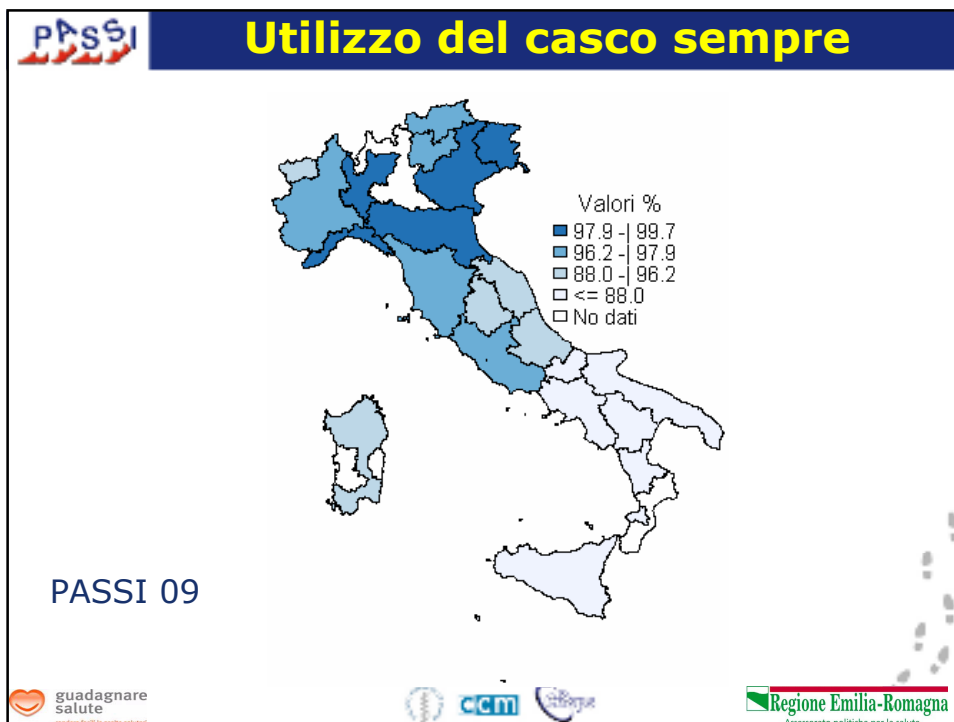 PASSI
Utilizzo del casco sempre
Valori %
97.9 -| 99.7
96.2 -| 97.9
88.0 -| 96.2
<= 88.0
No dati
PASSI 09
guadagnare
salute
ccm
Regione Emilia-Romagna